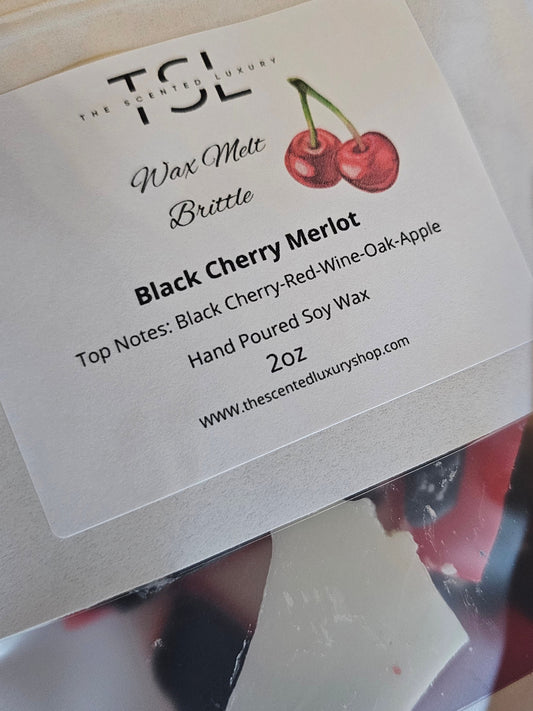 TSL
THE SCENTED LUXURY
Wax Melt
Brittle
Black Cherry Merlot
Top Notes: Black Cherry-Red-Wine-Oak-Apple
Hand Poured Soy Wax
2oz
www.thescentedluxuryshop.com